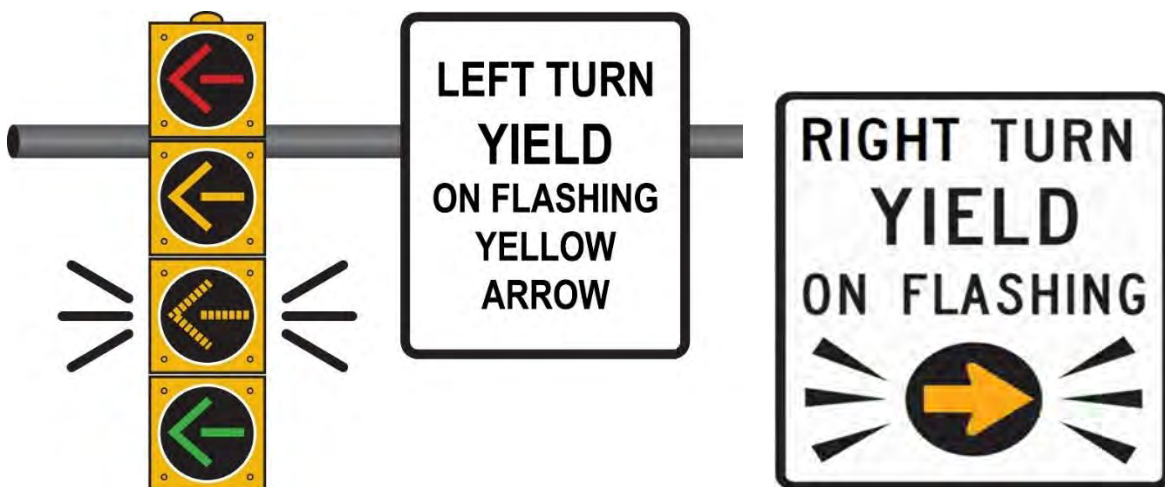 LEFT TURN
YIELD
ON FLASHING
YELLOW
ARROW
RIGHT TURN
YIELD
ON FLASHING